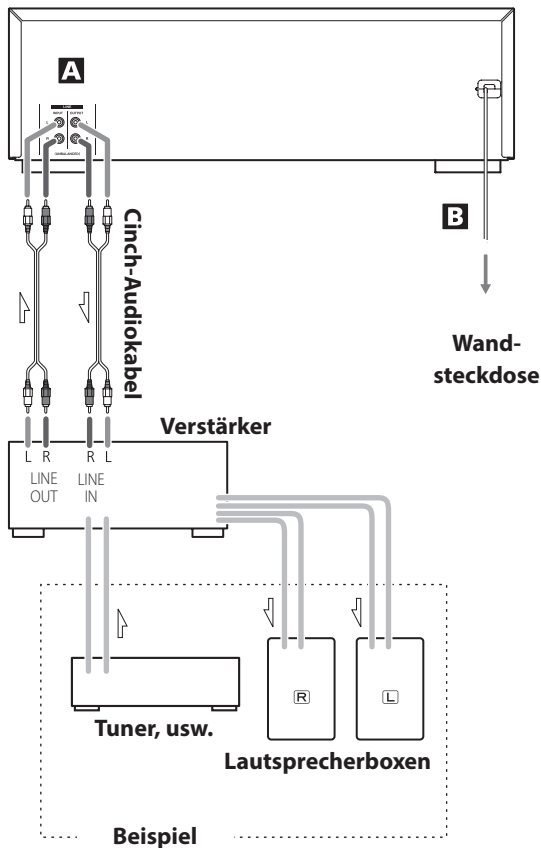 A
LINE
INPUT OUTPUT
L L
R R
(UNBALANCED)
B
Cinch-Audiokabel
Wand-
steckdose
Verstärker
L R R L
LINE LINE
OUT IN
R L
Tuner, usw.
Lautsprecherboxen
Beispiel